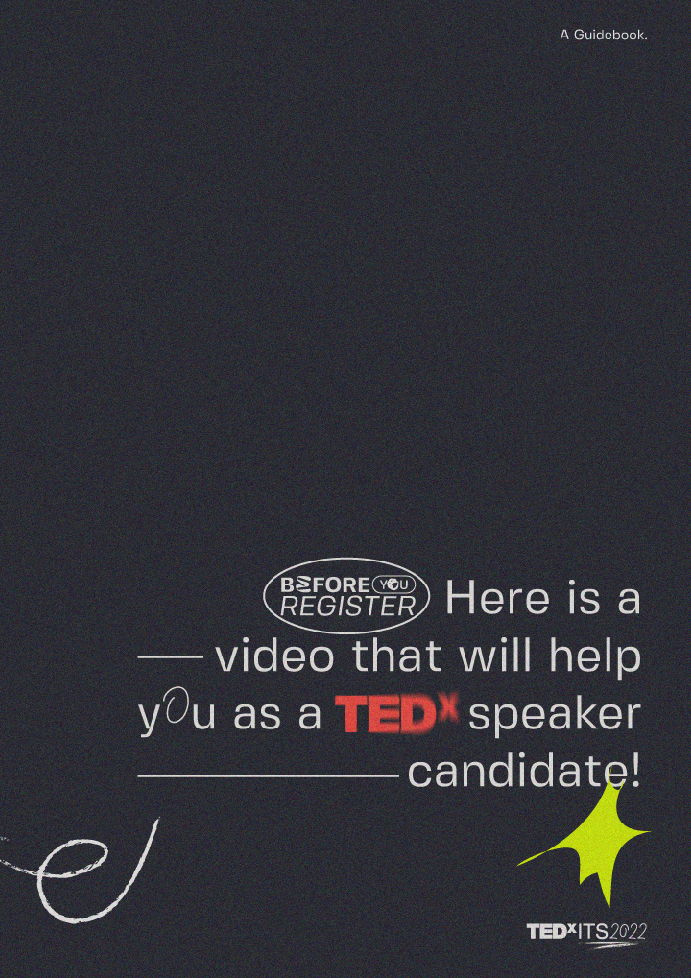 A Guidebook.
BEFORE YOU
REGISTER Here is a
video that will help
yOu as a TEDx speaker
candidate!
TEDxITS2022